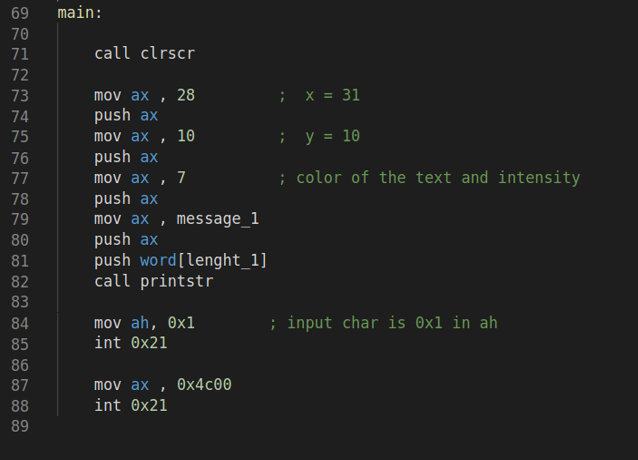 69 main:
70
71 call clrscr
72
73 mov ax , 28 ; x = 31
74 push ax
75 mov ax , 10 ; y = 10
76 push ax
77 mov ax , 7 ; color of the text and intensity
78 push ax
79 mov ax , message_1
80 push ax
81 push word[lenght_1]
82 call printstr
83
84 mov ah, 0x1 ; input char is 0x1 in ah
85 int 0x21
86
87 mov ax , 0x4c00
88 int 0x21
89